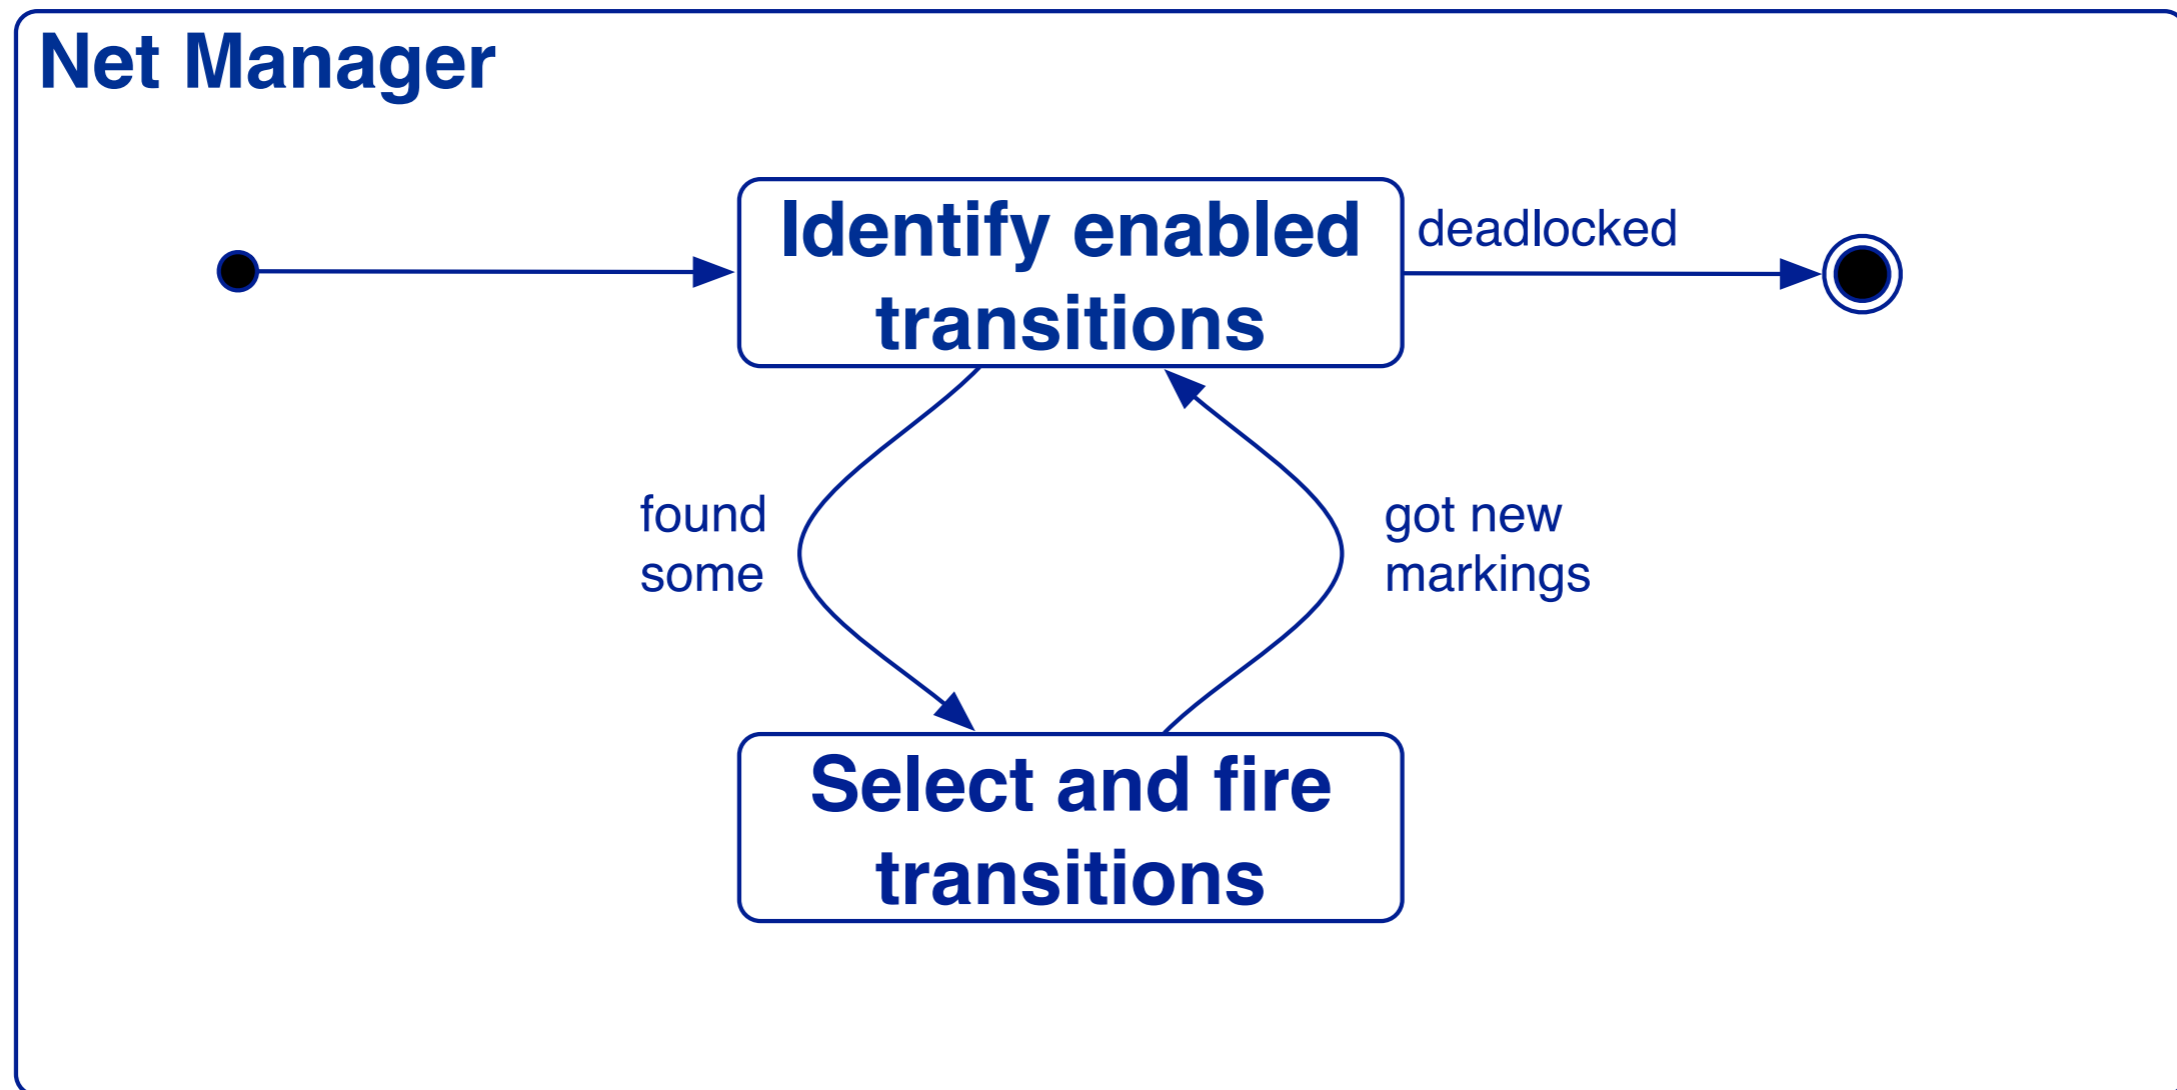 Net Manager
Identify enabled
transitions
deadlocked
found
some
got new
markings
Select and fire
transitions